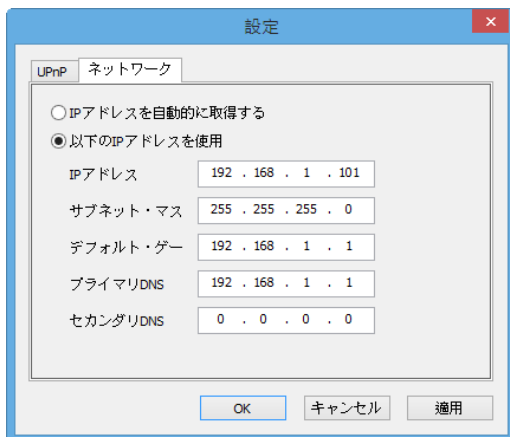 設定
UPnP ネットワーク
IPアドレスを自動的に取得する
以下のIPアドレスを使用
IPアドレス 192 . 168 . 1 . 101
サブネット・マス 255 . 255 . 255 . 0
デフォルト・ゲー 192 . 168 . 1 . 1
プライマリDNS 192 . 168 . 1 . 1
セカンダリDNS 0 . 0 . 0 . 0
OK キャンセル 適用